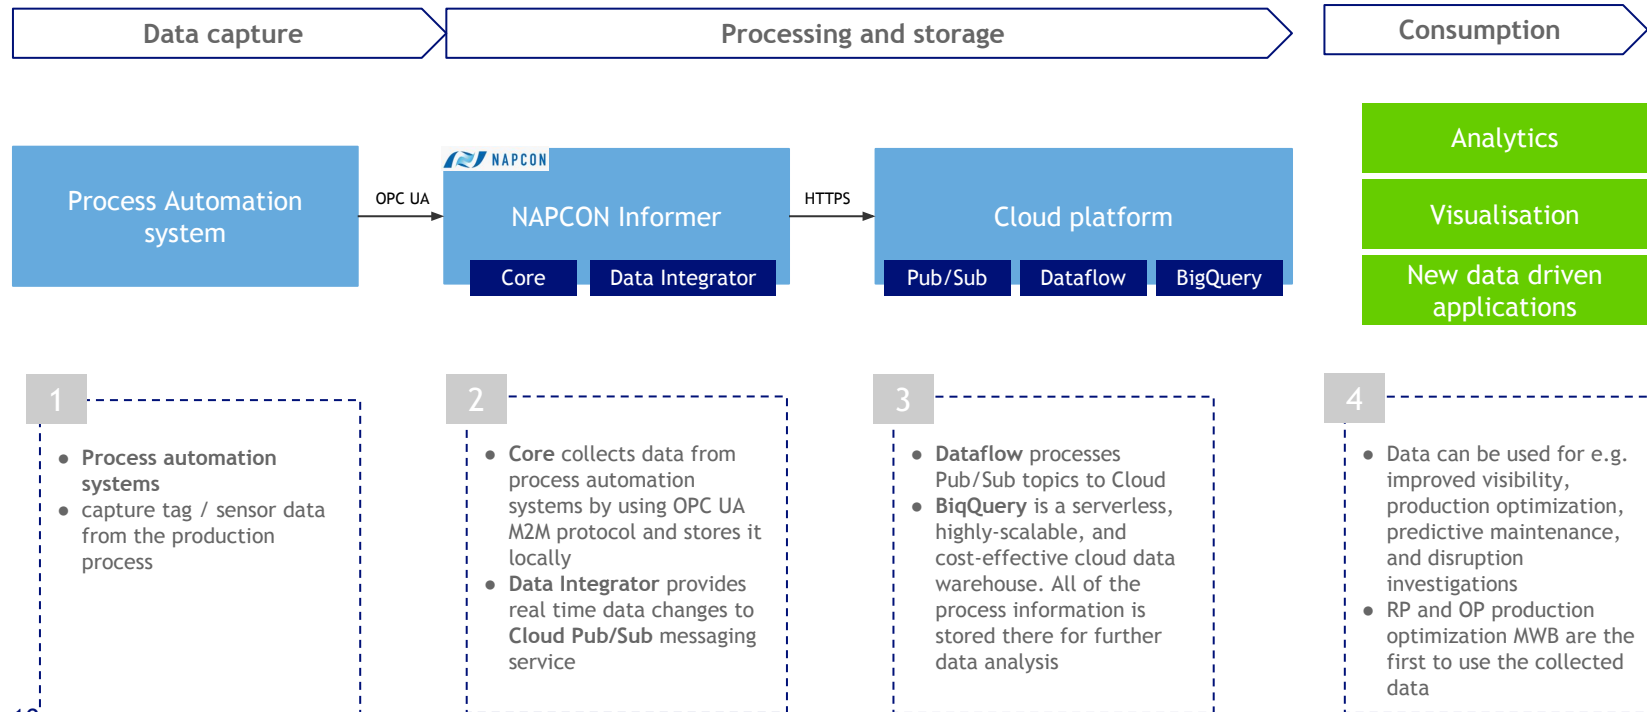 Data capture
Processing and storage
Consumption
Process Automation
system
OPC UA
NAPCON
NAPCON Informer
Core
Data Integrator
HTTPS
Cloud platform
Pub/Sub
Dataflow
BigQuery
Analytics
Visualisation
New data driven
applications
1
● Process automation
systems
● capture tag / sensor data
from the production
process
2
● Core collects data from
process automation
systems by using OPC UA
M2M protocol and stores it
locally
● Data Integrator provides
real time data changes to
Cloud Pub/Sub messaging
service
3
● Dataflow processes
Pub/Sub topics to Cloud
● BiqQuery is a serverless,
highly-scalable, and
cost-effective cloud data
warehouse. All of the
process information is
stored there for further
data analysis
4
● Data can be used for e.g.
improved visibility,
production optimization,
predictive maintenance,
and disruption
investigations
● RP and OP production
optimization MWB are the
first to use the collected
data